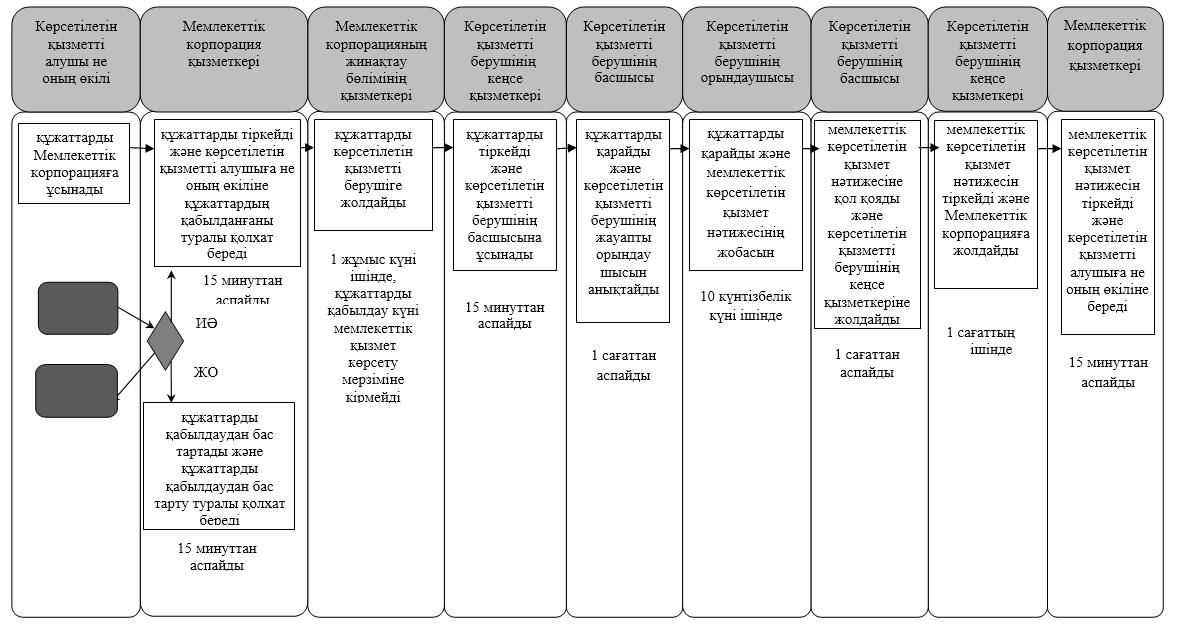 Көрсетілетін
қызметті
алушы не
оның өкілі
Мемлекеттік
корпорация
қызметкері
Мемлекеттік
корпорацияның
жинақтау
бөлімінің
қызметкері
Көрсетілетін
қызметті
берушінің
кеңсе
қызметкері
Көрсетілетін
қызметті
берушінің
басшысы
Көрсетілетін
қызметті
берушінің
орындаушысы
Көрсетілетін
қызметті
берушінің
басшысы
Көрсетілетін
қызметті
берушінің
кеңсе
қызметкері
Мемлекеттік
корпорация
қызметкері
құжаттарды
Мемлекеттік
корпорацияға
ұсынады
құжаттарды тіркейді
және көрсетілетін
қызметті алушыға не
оның өкіліне
құжаттардың
қабылданғаны
туралы қолхат
береді
15 минуттан
аспайды
ИӘ
ЖО
құжаттарды
қабылдаудан бас
тартады және
құжаттарды
қабылдаудан бас
тарту туралы қолхат
береді
15 минуттан
аспайды
құжаттарды
көрсетілетін
қызметті
берушіге
жолдайды
1 жұмыс күні
ішінде,
құжаттарды
қабылдау күні
мемлекеттік
қызмет
көрсету
мерзіміне
кірмейді
құжаттарды
тіркейді
және
көрсетілетін
қызметті
берушінің
басшысына
ұсынады
15 минуттан
аспайды
құжаттарды
қарайды
және
көрсетілетін
қызметті
берушінің
жауапты
орындау
шысын
анықтайды
1 сағаттан
аспайды
құжаттарды
қарайды және
мемлекеттік
көрсетілетін
қызмет
нәтижесінің
жобасын
10 күнтізбелік
күні ішінде
мемлекеттік
көрсетілетін
қызмет
нәтижесіне
қол қояды
және
көрсетілетін
қызметті
берушінің
кеңсе
қызметкеріне
жолдайды
1 сағаттан
аспайды
мемлекеттік
көрсетілетін
қызмет
нәтижесін
тіркейді және
Мемлекеттік
корпорацияға
жолдайды
1 сағаттың
ішінде
мемлекеттік
көрсетілетін
қызмет
нәтижесін
тіркейді
және
көрсетілетін
қызметті
алушыға не
оның өкіліне
береді
15 минуттан
аспайды